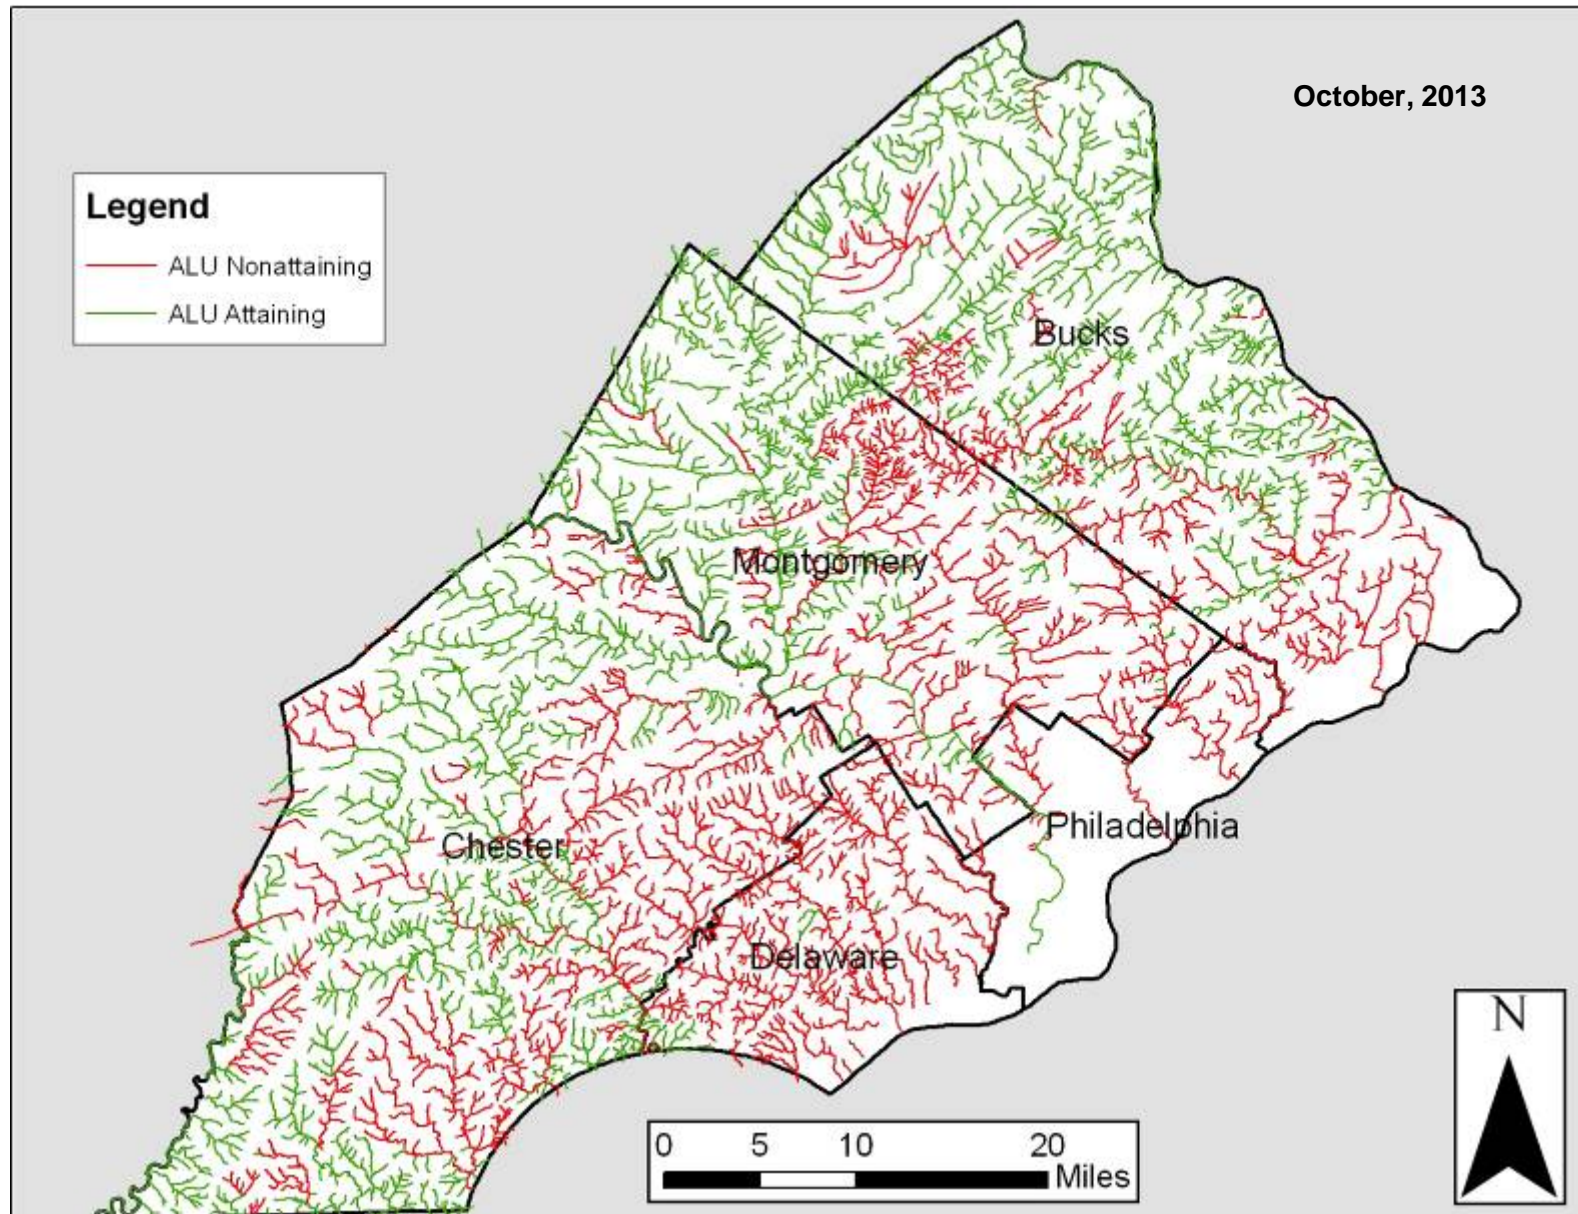 October, 2013
Legend
ALU Nonattaining
ALU Attaining
Bucks
Montgomery
Philadelphia
Chester
Delaware
N
0 5 10 20
Miles